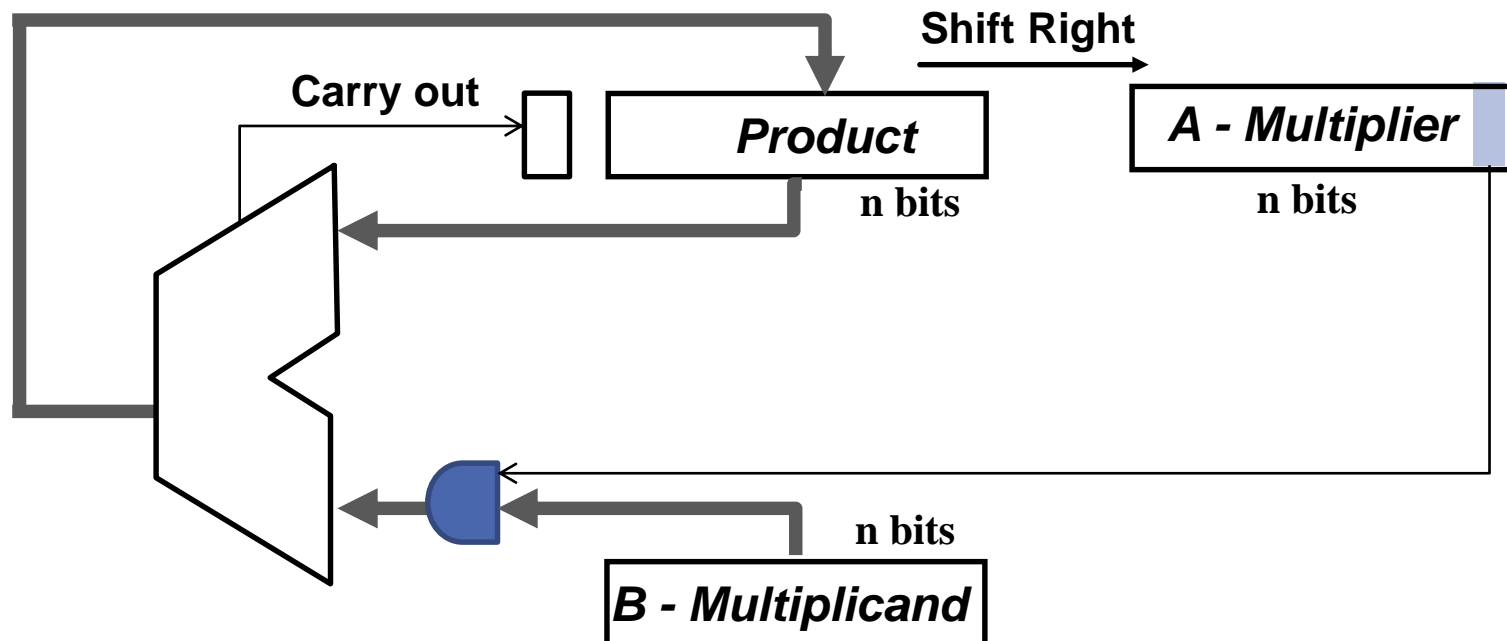 Shift Right
Carry out
Product
A - Multiplier
n bits
n bits
n bits
B - Multiplicand